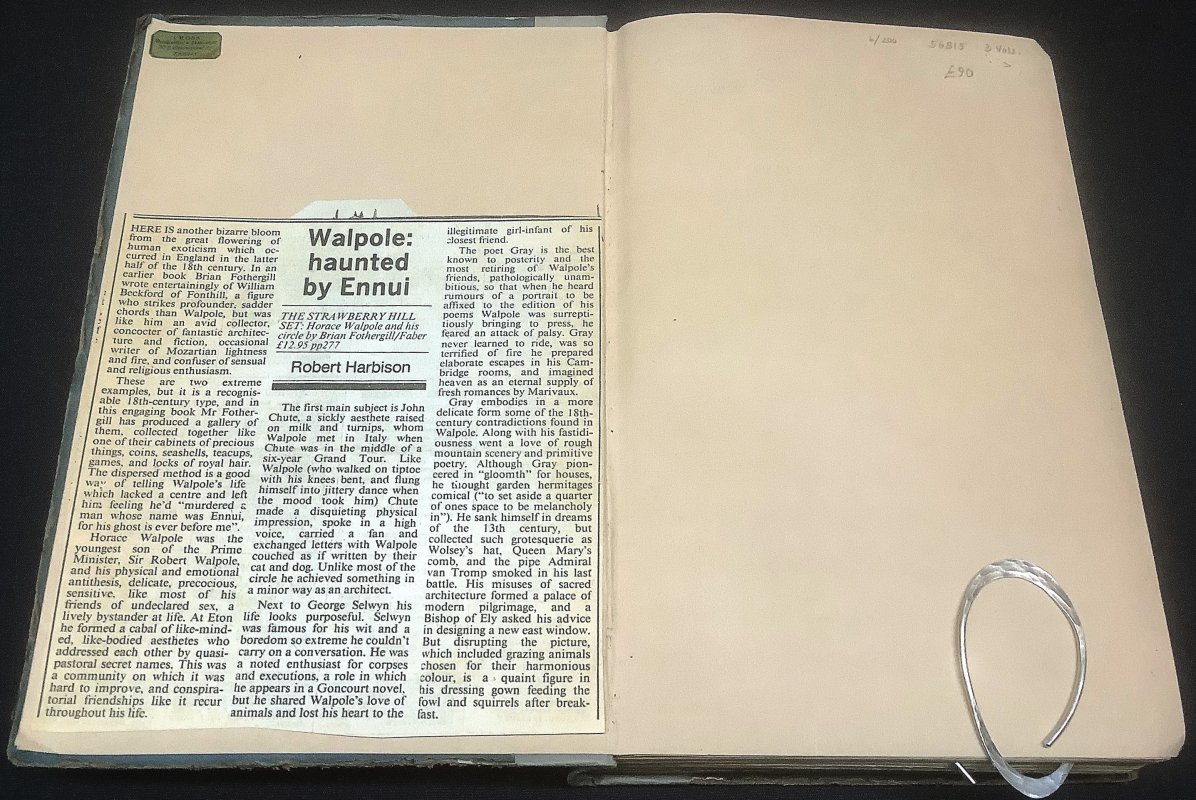 6/200 56815 3 Vols.
£90
Walpole:
haunted
by Ennui
THE STRAWBERRY HILL
SET: Horace Walpole and his
circle by Brian Fothergill/Faber
£12.95 pp277
Robert Harbison
HERE IS another bizarre bloom
from the great flowering of
human exoticism which oc-
curred in England in the latter
half of the 18th century. In an
earlier book Brian Fothergill
wrote entertainingly of William
Beckford of Fonthill, a figure
who strikes profounder, sadder
chords than Walpole, but was
like him an avid collector,
concocter of fantastic architec-
ture and fiction, occasional
writer of Mozartian lightness
and fire, and confuser of sensual
and religious enthusiasm.
These are two extreme
examples, but it is a recognis-
able 18th-century type, and in
this engaging book Mr Fother-
gill has produced a gallery of
them, collected together like
one of their cabinets of precious
things, coins, seashells, teacups,
games, and locks of royal hair.
The dispersed method is a good
way of telling Walpole's life
which lacked a centre and left
him feeling he'd "murdered a
man whose name was Ennui,
for his ghost is ever before me".
Horace Walpole was the
youngest son of the Prime
Minister, Sir Robert Walpole,
and his physical and emotional
antithesis, delicate, precocious,
sensitive, like most of his
friends of undeclared sex, a
lively bystander at life. At Eton
he formed a cabal of like-mind-
ed, like-bodied aesthetes who
addressed each other by quasi-
pastoral secret names. This was
a community on which it was
hard to improve, and conspira-
torial friendships like it recur
throughout his life.
The first main subject is John
Chute, a sickly aesthete raised
on milk and turnips, whom
Walpole met in Italy when
Chute was in the middle of a
six-year Grand Tour. Like
Walpole (who walked on tiptoe
with his knees bent, and flung
himself into jittery dance when
the mood took him) Chute
made a disquieting physical
impression, spoke in a high
voice, carried a fan and
exchanged letters with Walpole
couched as if written by their
cat and dog. Unlike most of the
circle he achieved something in
a minor way as an architect.
Next to George Selwyn his
life looks purposeful. Selwyn
was famous for his wit and a
boredom so extreme he couldn't
carry on a conversation. He was
a noted enthusiast for corpses
and executions, a role in which
he appears in a Goncourt novel,
but he shared Walpole's love of
animals and lost his heart to the
illegitimate girl-infant of his
closest friend.
The poet Gray is the best
known to posterity and the
most retiring of Walpole's
friends, pathologically unam-
bitious, so that when he heard
rumours of a portrait to be
affixed to the edition of his
poems Walpole was surrepti-
tiously bringing to press, he
feared an attack of palsy. Gray
never learned to ride, was so
terrified of fire he prepared
elaborate escapes in his Cam-
bridge rooms, and imagined
heaven as an eternal supply of
fresh romances by Marivaux.
Gray embodies in a more
delicate form some of the 18th-
century contradictions found in
Walpole. Along with his fastidi-
ousness went a love of rough
mountain scenery and primitive
poetry. Although Gray pion-
eered in "gloomth" for houses,
he thought garden hermitages
comical ("to set aside a quarter
of ones space to be melancholy
in"). He sank himself in dreams
of the 13th century, but
collected such grotesquerie as
Wolsey's hat, Queen Mary's
comb, and the pipe Admiral
van Tromp smoked in his last
battle. His misuses of sacred
architecture formed a palace of
modern pilgrimage, and a
Bishop of Ely asked his advice
in designing a new east window.
But disrupting the picture,
which included grazing animals
chosen for their harmonious
colour, is a quaint figure in
his dressing gown feeding the
fowl and squirrels after break-
fast.